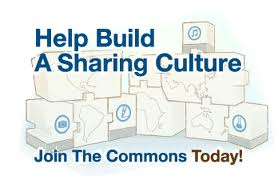 Help Build
A Sharing Culture
Join The Commons Today!